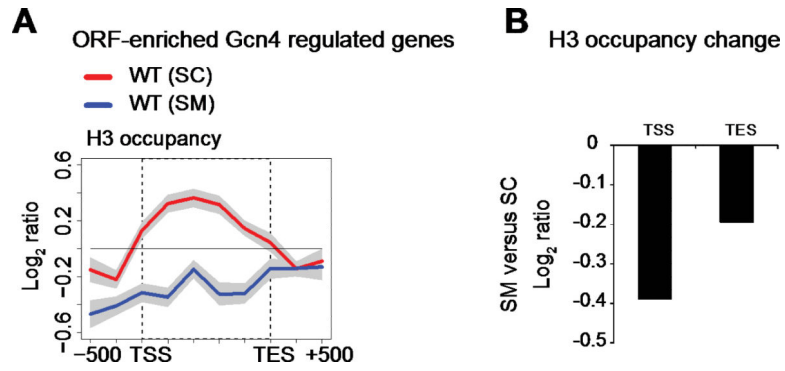 A
ORF-enriched Gcn4 regulated genes
WT (SC)
WT (SM)
H3 occupancy
Log2 ratio
0.6
0.2
−0.2
−0.6
−500 TSS TES +500
B
H3 occupancy change
TSS TES
SM versus SC
Log2 ratio
0
-0.1
-0.2
-0.3
-0.4
-0.5